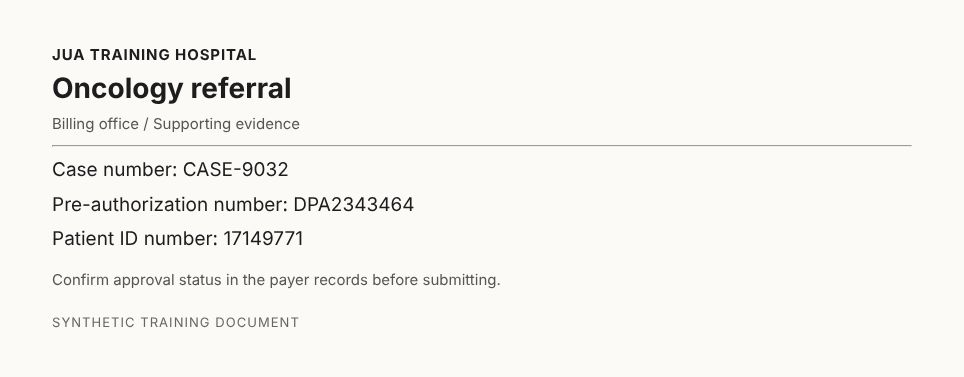 JUA TRAINING HOSPITAL
Oncology referral
Billing office / Supporting evidence
Case number: CASE-9032
Pre-authorization number: DPA2343464
Patient ID number: 17149771
Confirm approval status in the payer records before submitting.
SYNTHETIC TRAINING DOCUMENT